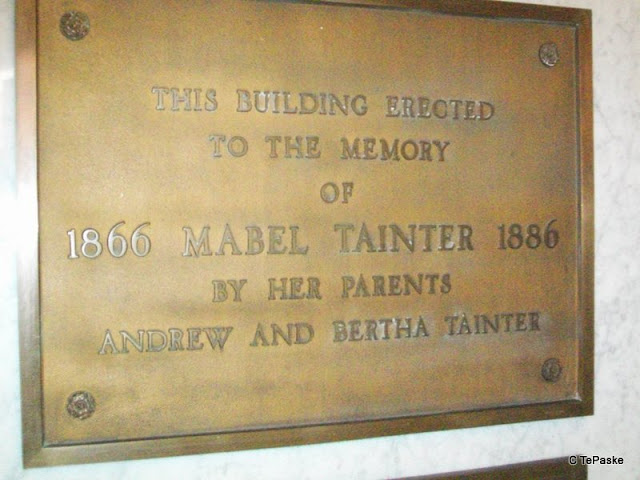 THIS BUILDING ERECTED
TO THE MEMORY
OF
1866 MABEL TAINTER 1886
BY HER PARENTS
ANDREW AND BERTHA TAINTER
C TePaske